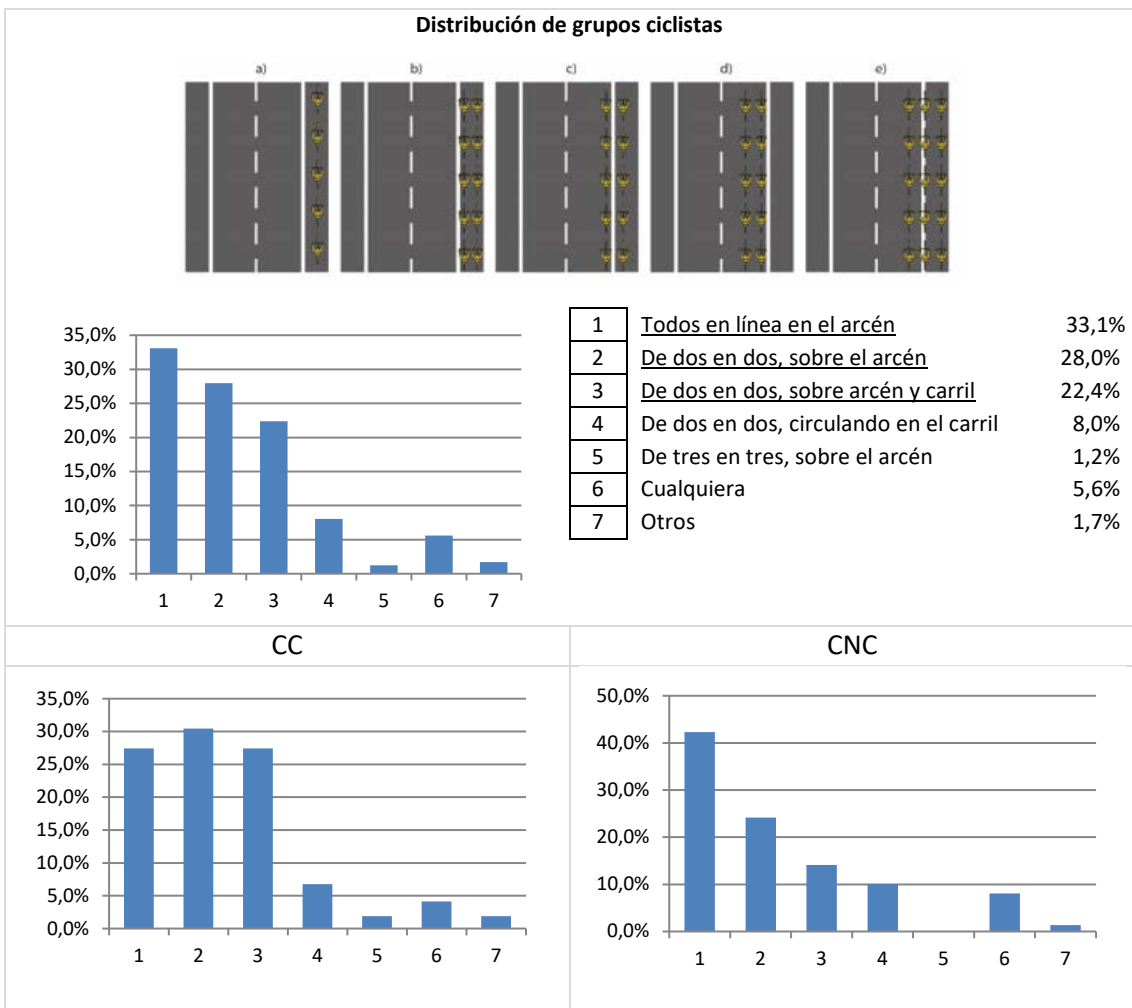 Distribución de grupos ciclistas
a) b) c) d) e)
35,0%
30,0%
25,0%
20,0%
15,0%
10,0%
5,0%
0,0%
1 2 3 4 5 6 7
1 Todos en línea en el arcén 33,1%
2 De dos en dos, sobre el arcén 28,0%
3 De dos en dos, sobre arcén y carril 22,4%
4 De dos en dos, circulando en el carril 8,0%
5 De tres en tres, sobre el arcén 1,2%
6 Cualquiera 5,6%
7 Otros 1,7%
CC
35,0%
30,0%
25,0%
20,0%
15,0%
10,0%
5,0%
0,0%
1 2 3 4 5 6 7
CNC
50,0%
40,0%
30,0%
20,0%
10,0%
0,0%
1 2 3 4 5 6 7